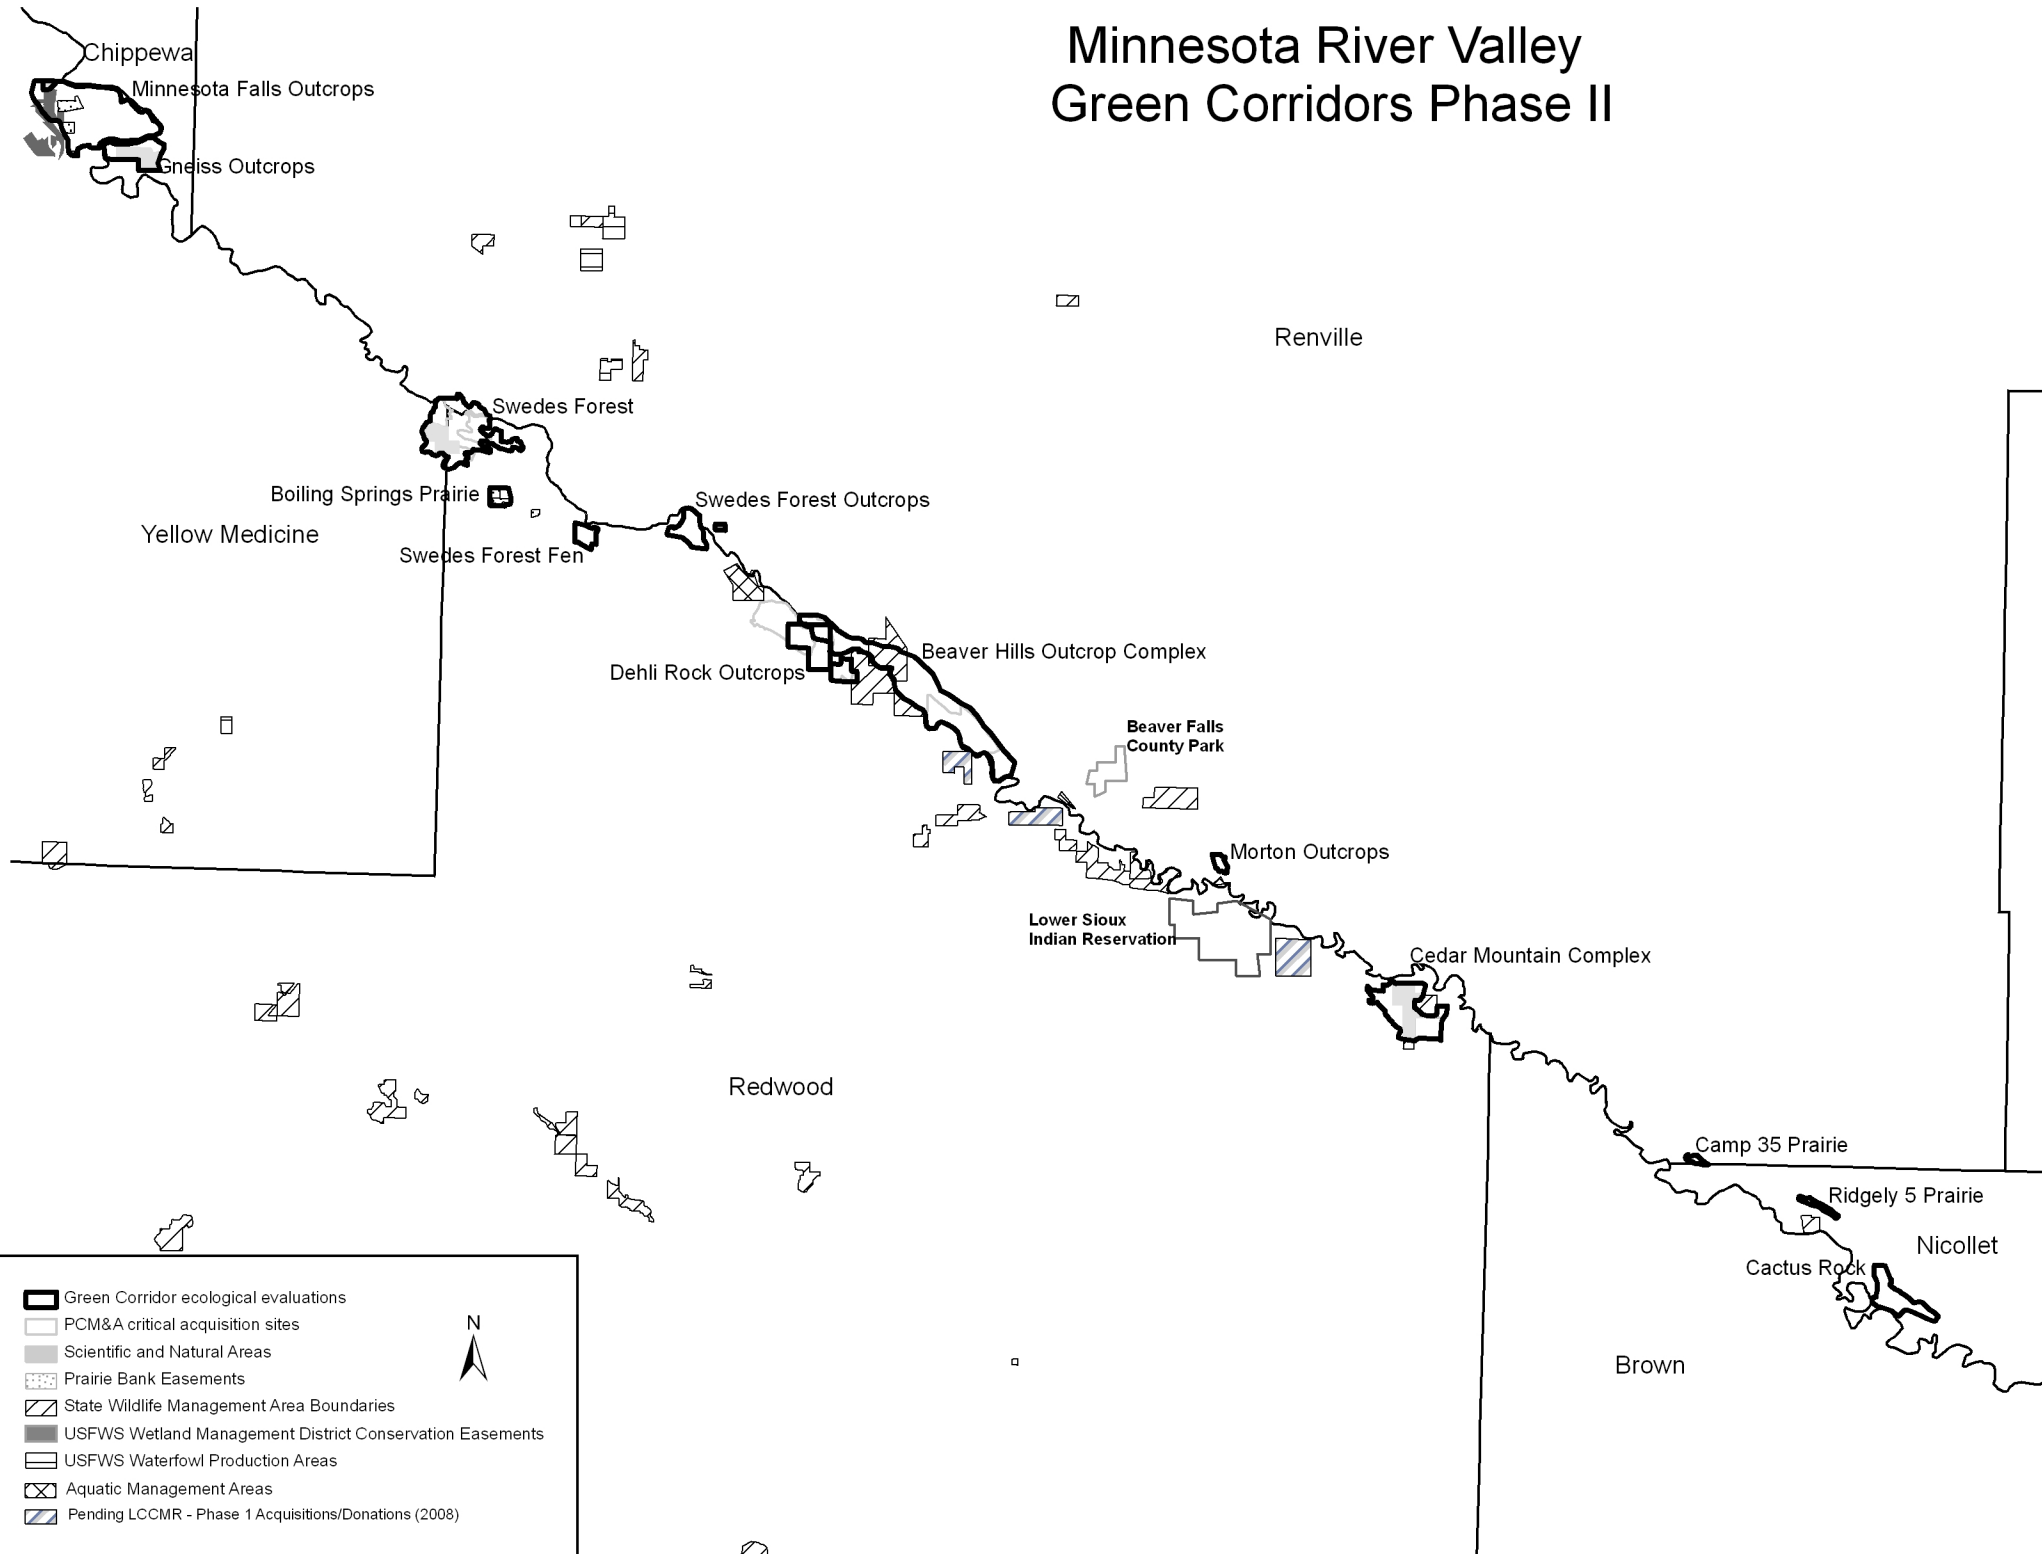 Minnesota River Valley
Green Corridors Phase II
Chippewa
Minnesota Falls Outcrops
Gneiss Outcrops
Renville
Swedes Forest
Boiling Springs Prairie
Swedes Forest Outcrops
Yellow Medicine
Swedes Forest Fen
Beaver Hills Outcrop Complex
Dehli Rock Outcrops
Beaver Falls
County Park
Morton Outcrops
Lower Sioux
Indian Reservation
Cedar Mountain Complex
Redwood
Camp 35 Prairie
Ridgely 5 Prairie
Nicollet
Cactus Rock
Brown
N
Green Corridor ecological evaluations
PCM&A critical acquisition sites
Scientific and Natural Areas
Prairie Bank Easements
State Wildlife Management Area Boundaries
USFWS Wetland Management District Conservation Easements
USFWS Waterfowl Production Areas
Aquatic Management Areas
Pending LCCMR - Phase 1 Acquisitions/Donations (2008)